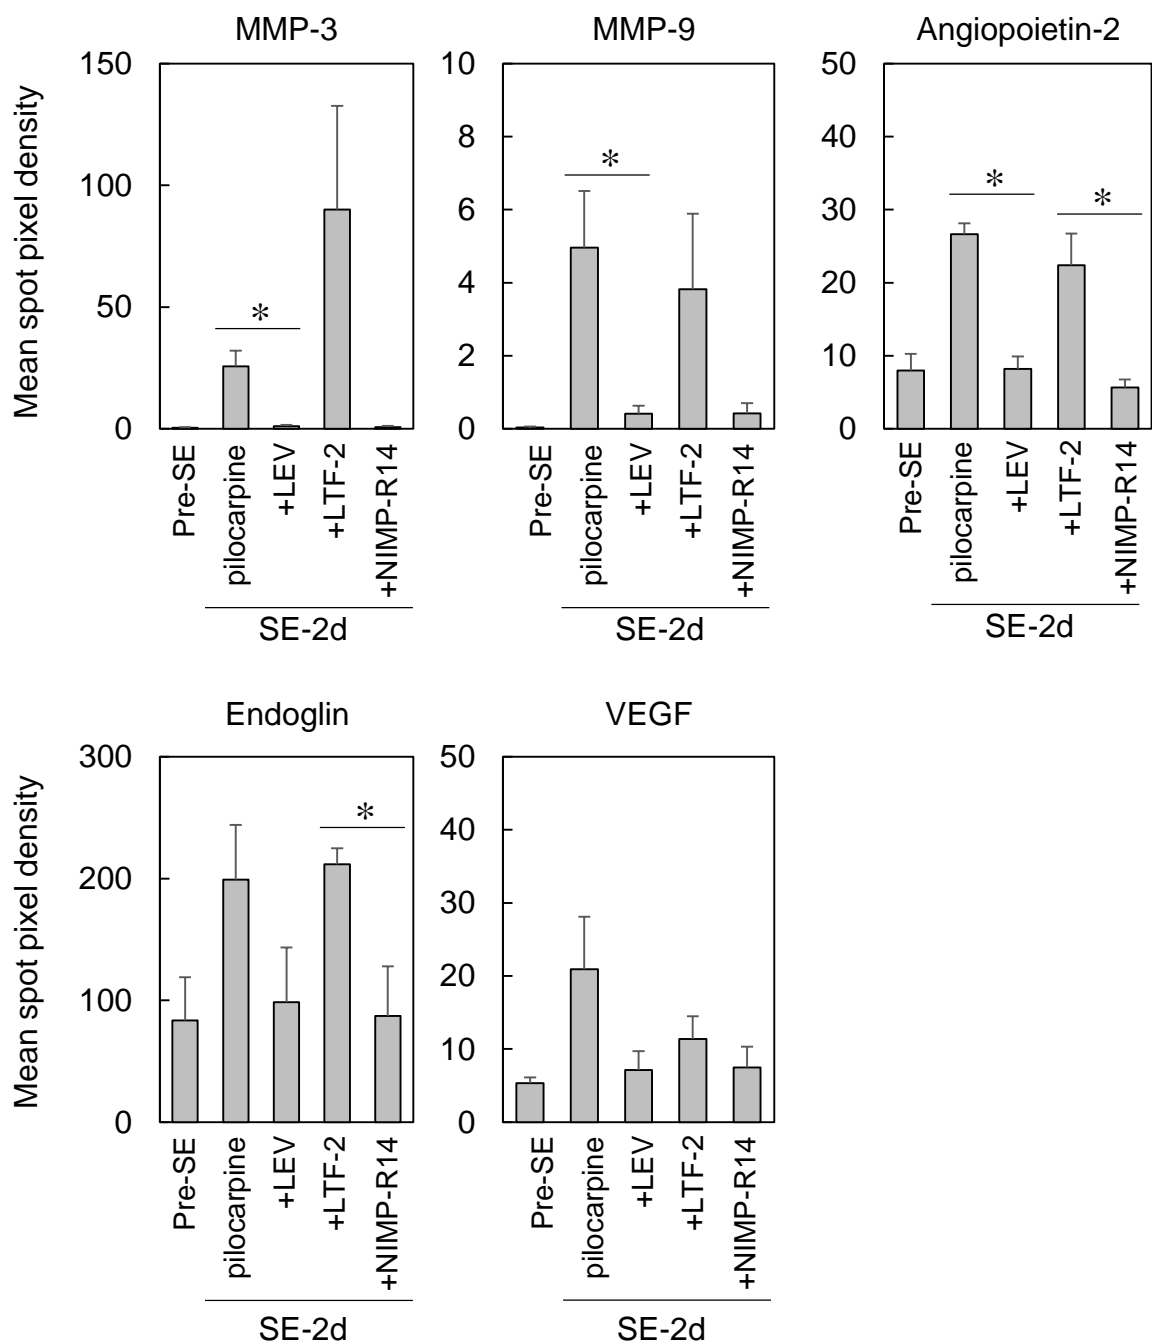 MMP-3
Mean spot pixel density
150
100
50
0
*
Pre-SE
pilocarpine
+LEV
+LTF-2
+NIMP-R14
SE-2d
MMP-9
10
8
6
4
2
0
*
Pre-SE
pilocarpine
+LEV
+LTF-2
+NIMP-R14
SE-2d
Angiopoietin-2
50
40
30
20
10
0
*
*
Pre-SE
pilocarpine
+LEV
+LTF-2
+NIMP-R14
SE-2d
Endoglin
Mean spot pixel density
300
200
100
0
*
Pre-SE
pilocarpine
+LEV
+LTF-2
+NIMP-R14
SE-2d
VEGF
50
40
30
20
10
0
Pre-SE
pilocarpine
+LEV
+LTF-2
+NIMP-R14
SE-2d